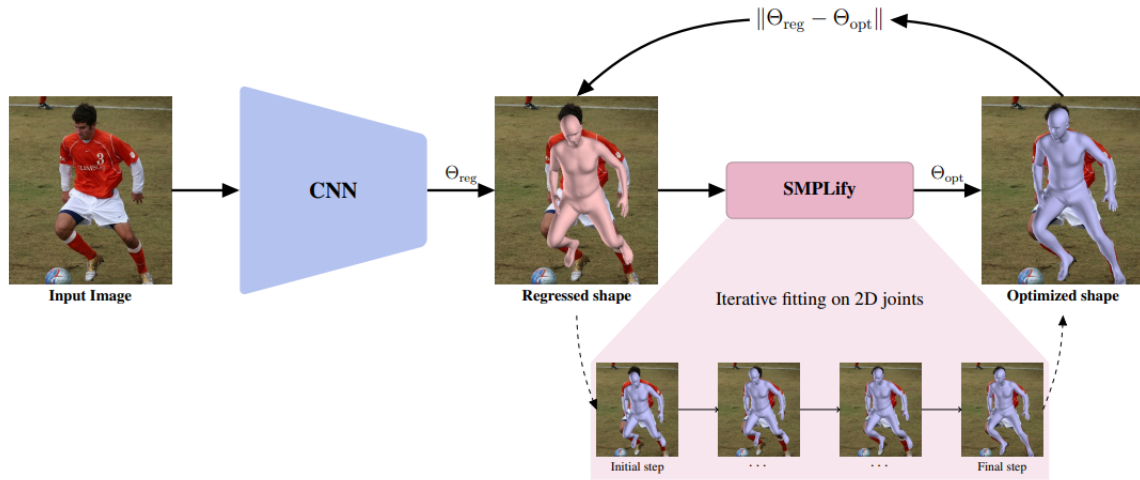 ‖Θreg − Θopt‖
CNN
Θreg
SMPLify
Θopt
3
Input Image
Regressed shape
Optimized shape
Iterative fitting on 2D joints
Initial step
. . .
. . .
Final step